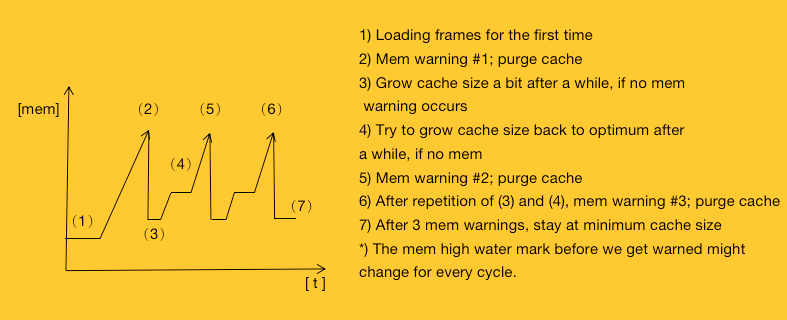 [mem]
(1)
(2)
(3)
(4)
(5)
(6)
(7)
[ t ]
1) Loading frames for the first time
2) Mem warning #1; purge cache
3) Grow cache size a bit after a while, if no mem
warning occurs
4) Try to grow cache size back to optimum after
a while, if no mem
5) Mem warning #2; purge cache
6) After repetition of (3) and (4), mem warning #3; purge cache
7) After 3 mem warnings, stay at minimum cache size
*) The mem high water mark before we get warned might
change for every cycle.